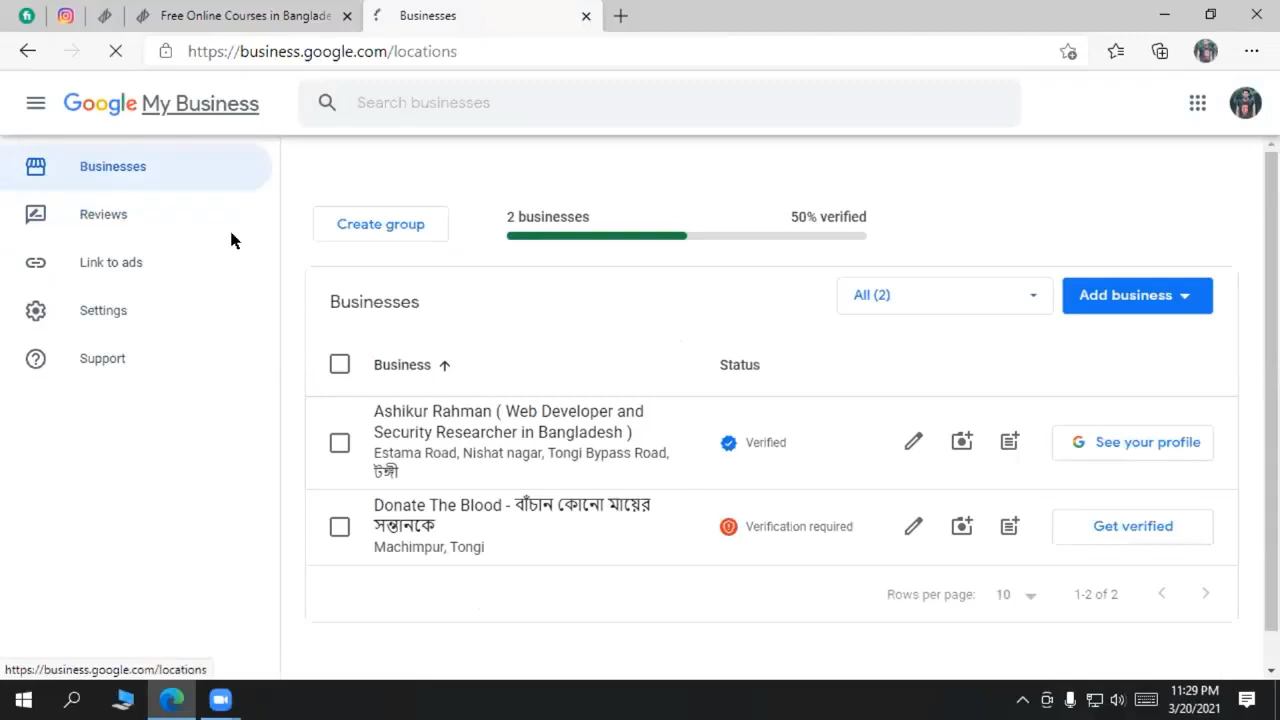 Free Online Courses in Banglade
Businesses
https://business.google.com/locations
Google My Business
Search businesses
Businesses
Reviews
Link to ads
Settings
Support
Create group
2 businesses
50% verified
Businesses
All (2)
Add business
Business
Status
Ashikur Rahman ( Web Developer and
Security Researcher in Bangladesh )
Estama Road, Nishat nagar, Tongi Bypass Road,
টঙ্গী
Verified
See your profile
Donate The Blood - বাঁচান কোনো মায়ের
সন্তানকে
Machimpur, Tongi
Verification required
Get verified
Rows per page:
10
1-2 of 2
https://business.google.com/locations
11:29 PM
3/20/2021